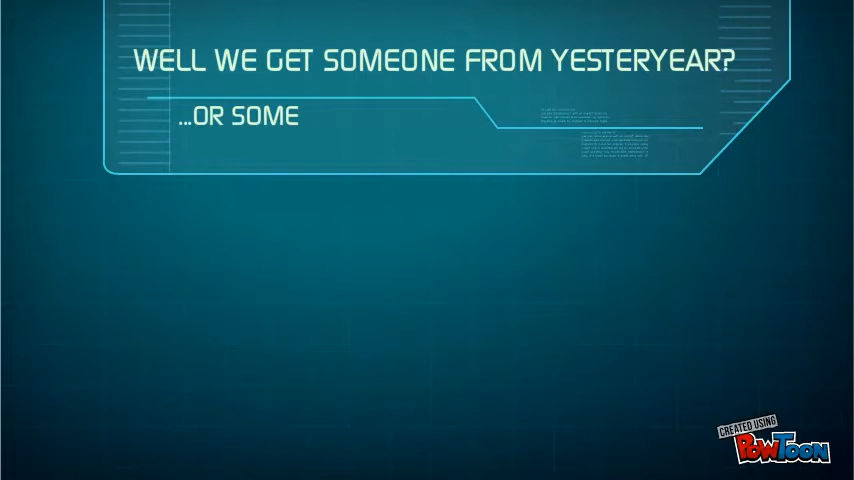 WELL WE GET SOMEONE FROM YESTERYEAR?
...OR SOME
CREATED USING
POWTOON